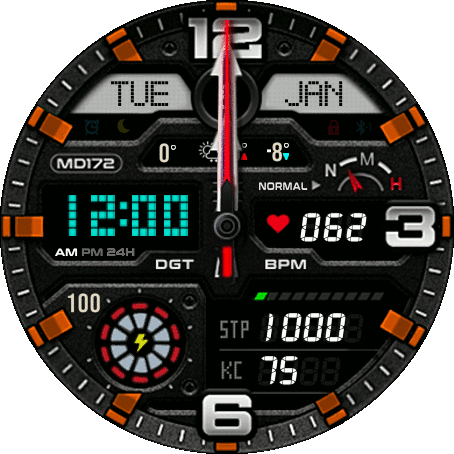 12
TUE JAN
0° -8°
MD172
NORMAL N M H
12:00 062 3
AM PM 24H
DGT BPM
100
STP 1000
KC 75
6